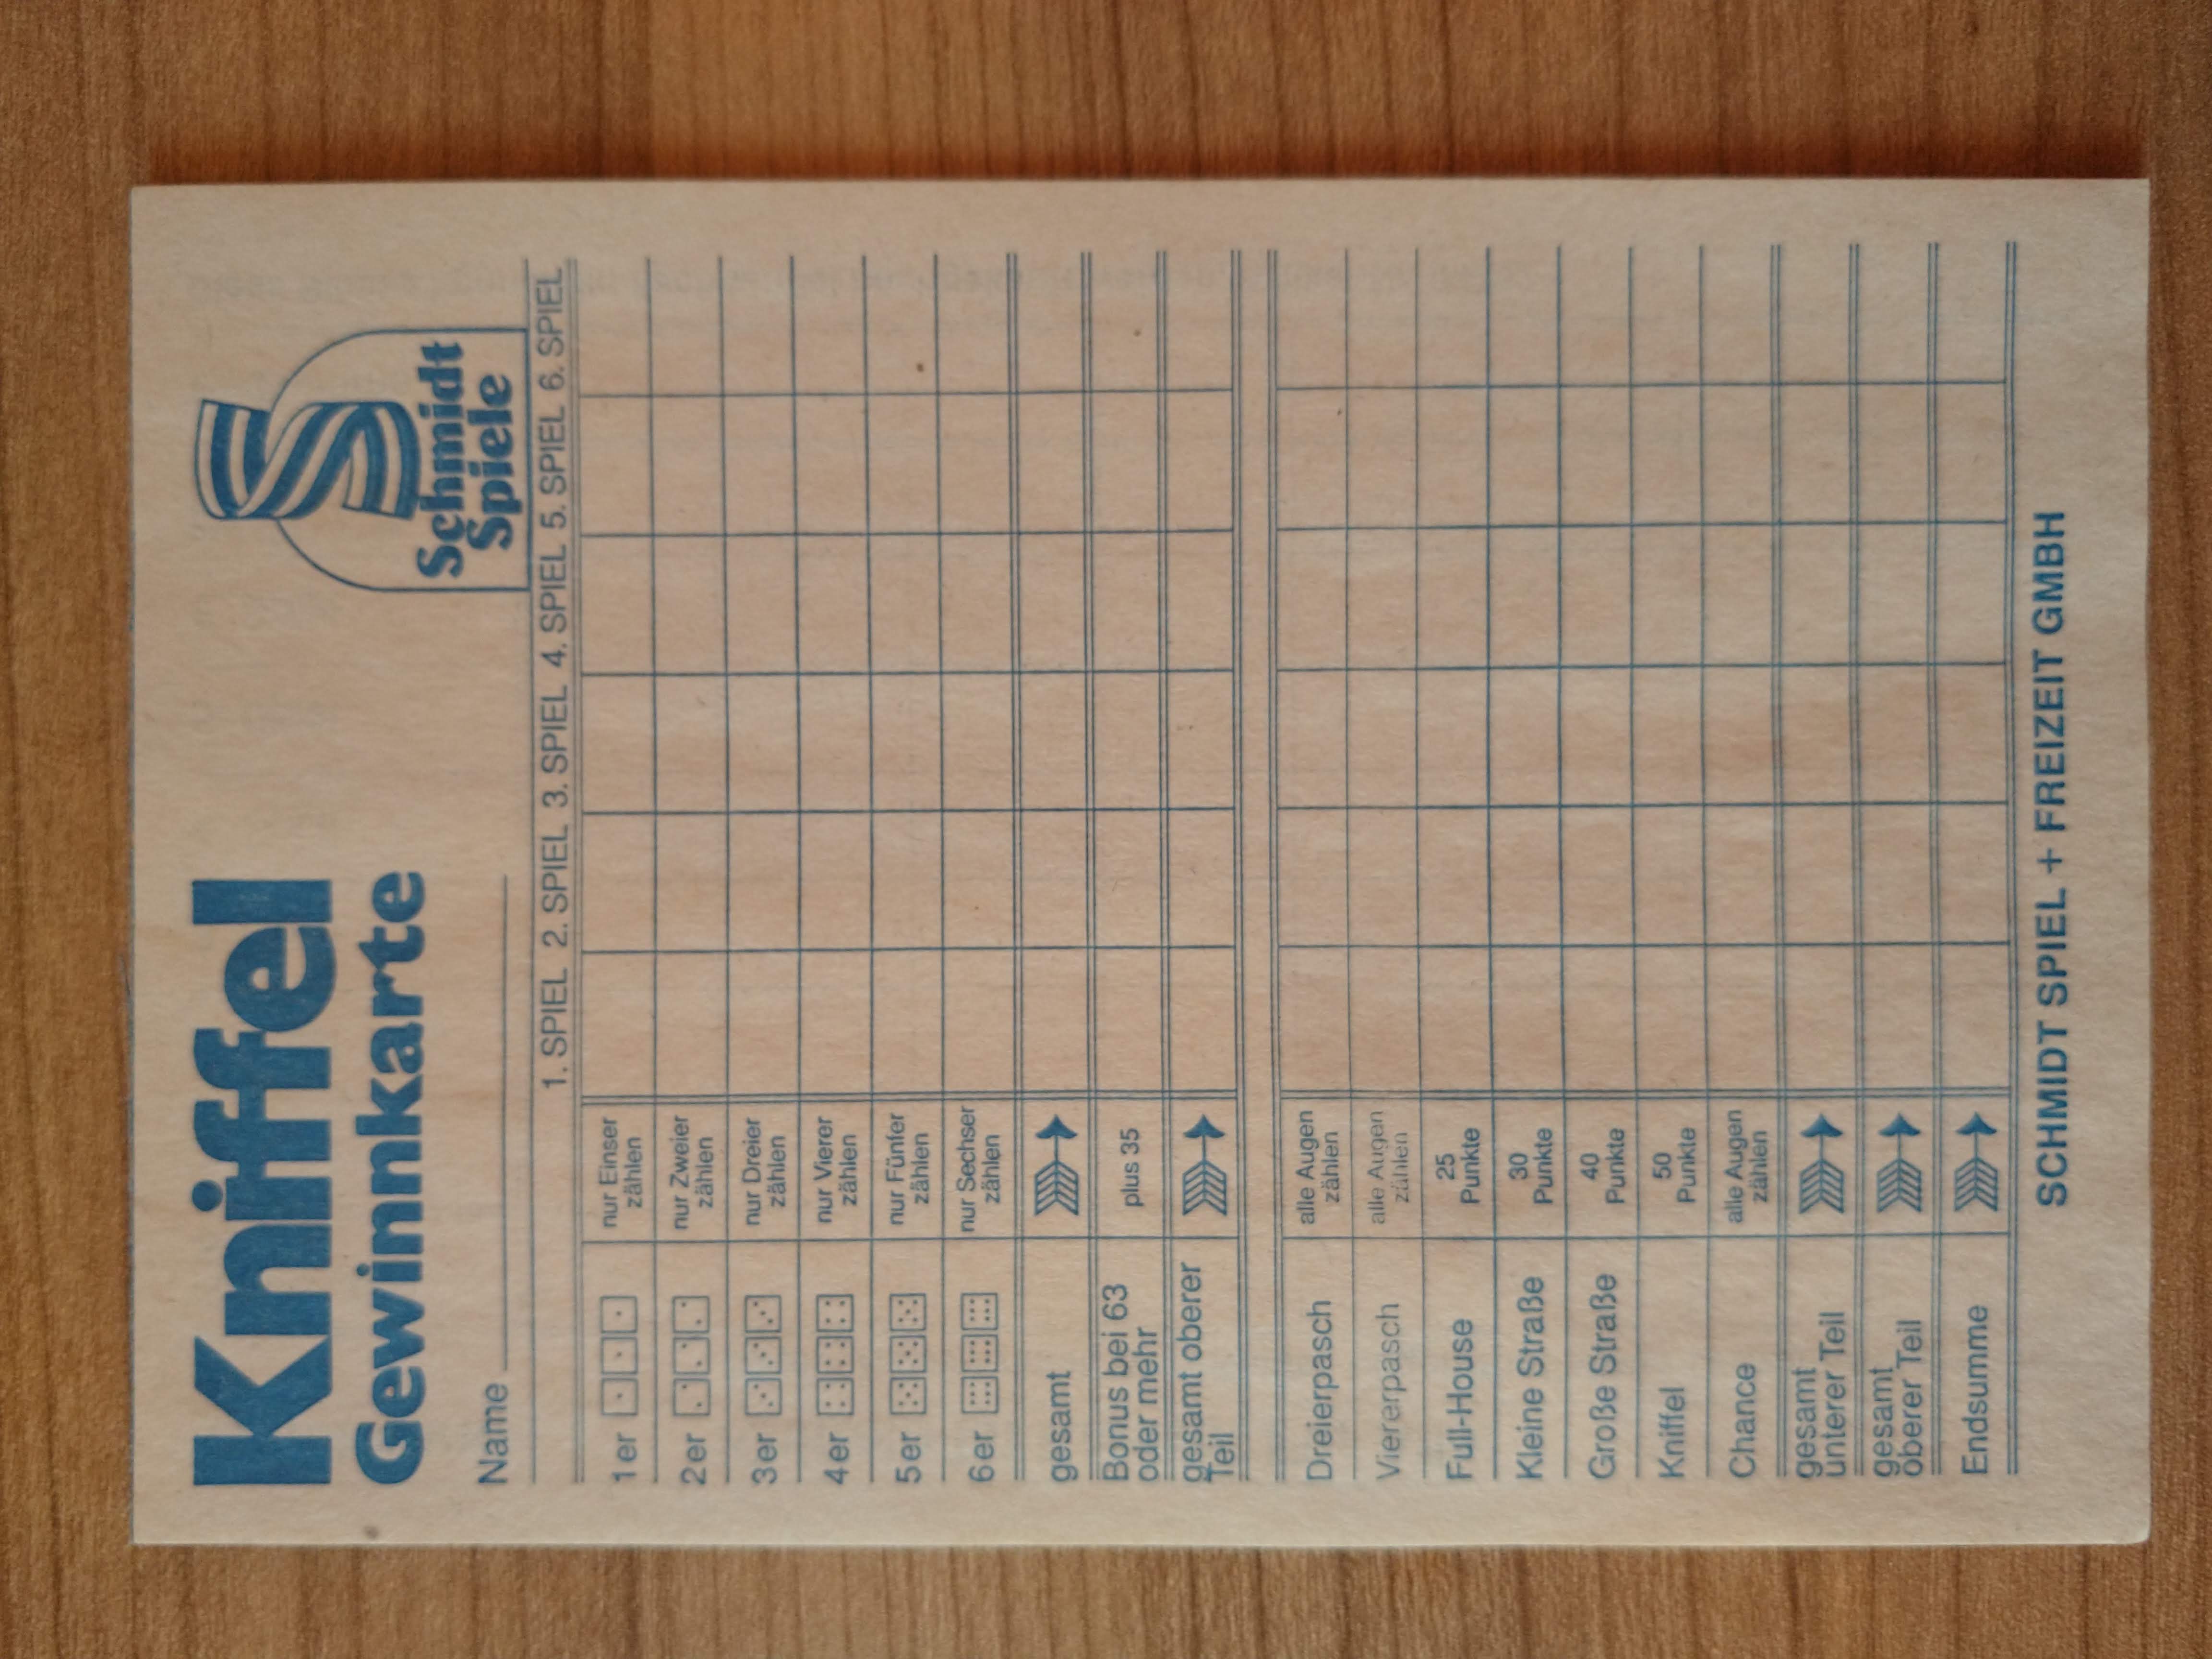 Kniffel
Gewinnkarte
Schmidt
Spiele
Name
1. SPIEL 2. SPIEL 3. SPIEL 4. SPIEL 5. SPIEL 6. SPIEL
1er nur Einser
zählen
2er nur Zweier
zählen
3er nur Dreier
zählen
4er nur Vierer
zählen
5er nur Fünfer
zählen
6er nur Sechser
zählen
gesamt
Bonus bei 63
oder mehr
plus 35
gesamt oberer
Teil
Dreierpasch alle Augen
zählen
Viererpasch alle Augen
zählen
Full-House 25
Punkte
Kleine Straße 30
Punkte
Große Straße 40
Punkte
Kniffel 50
Punkte
Chance alle Augen
zählen
gesamt
unterer Teil
gesamt
oberer Teil
Endsumme
SCHMIDT SPIEL + FREIZEIT GMBH